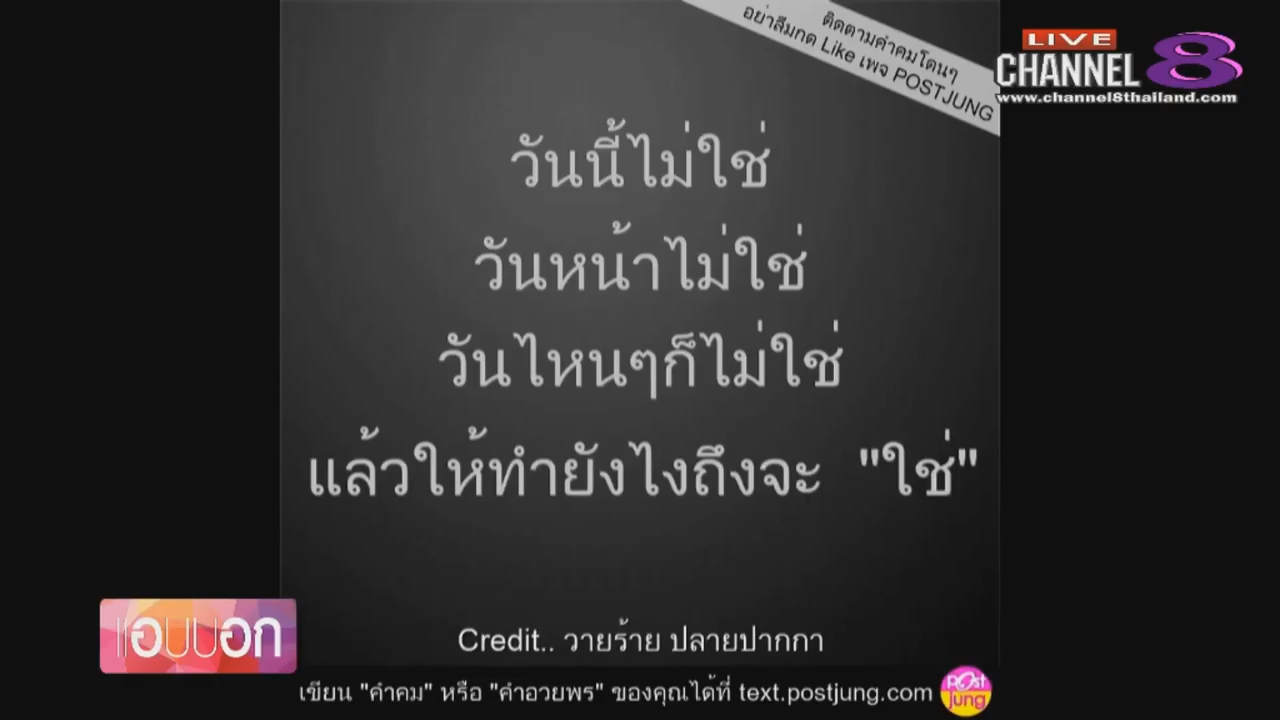 ติดตามคำคมโดนๆ
อย่าลืมกด Like เพจ POSTJUNG
LIVE
CHANNEL 8
www.channel8thailand.com
วันนี้ไม่ใช่
วันหน้าไม่ใช่
วันไหนๆก็ไม่ใช่
แล้วให้ทำยังไงถึงจะ "ใช่"
แอบบอก
Credit.. วายร้าย ปลายปากกา
เขียน "คำคม" หรือ "คำอวยพร" ของคุณได้ที่ text.postjung.com
Post
jung